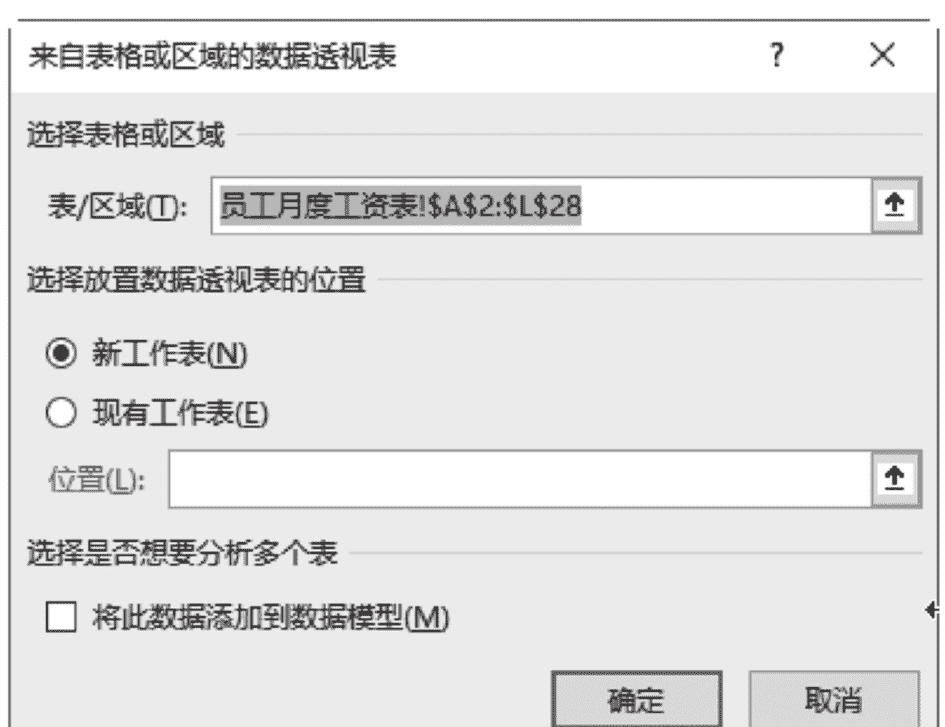 来自表格或区域的数据透视表 ? ×
选择表格或区域
表/区域(T): 员工月度工资表!$A$2:$L$28
选择放置数据透视表的位置
新工作表(N)
现有工作表(E)
位置(L):
选择是否想要分析多个表
将此数据添加到数据模型(M)
确定 取消